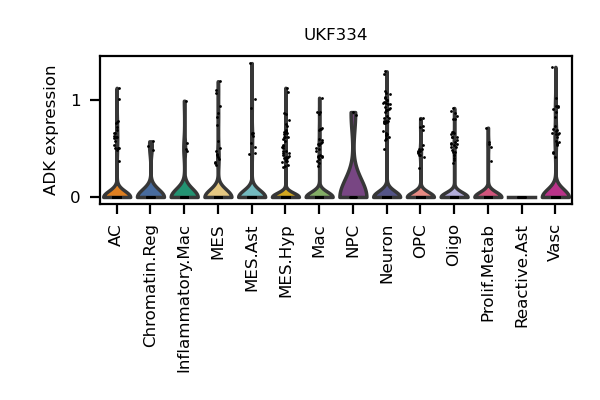 UKF334
ADK expression
1
0
AC
Chromatin.Reg
Inflammatory.Mac
MES
MES.Ast
MES.Hyp
Mac
NPC
Neuron
OPC
Oligo
Prolif.Metab
Reactive.Ast
Vasc